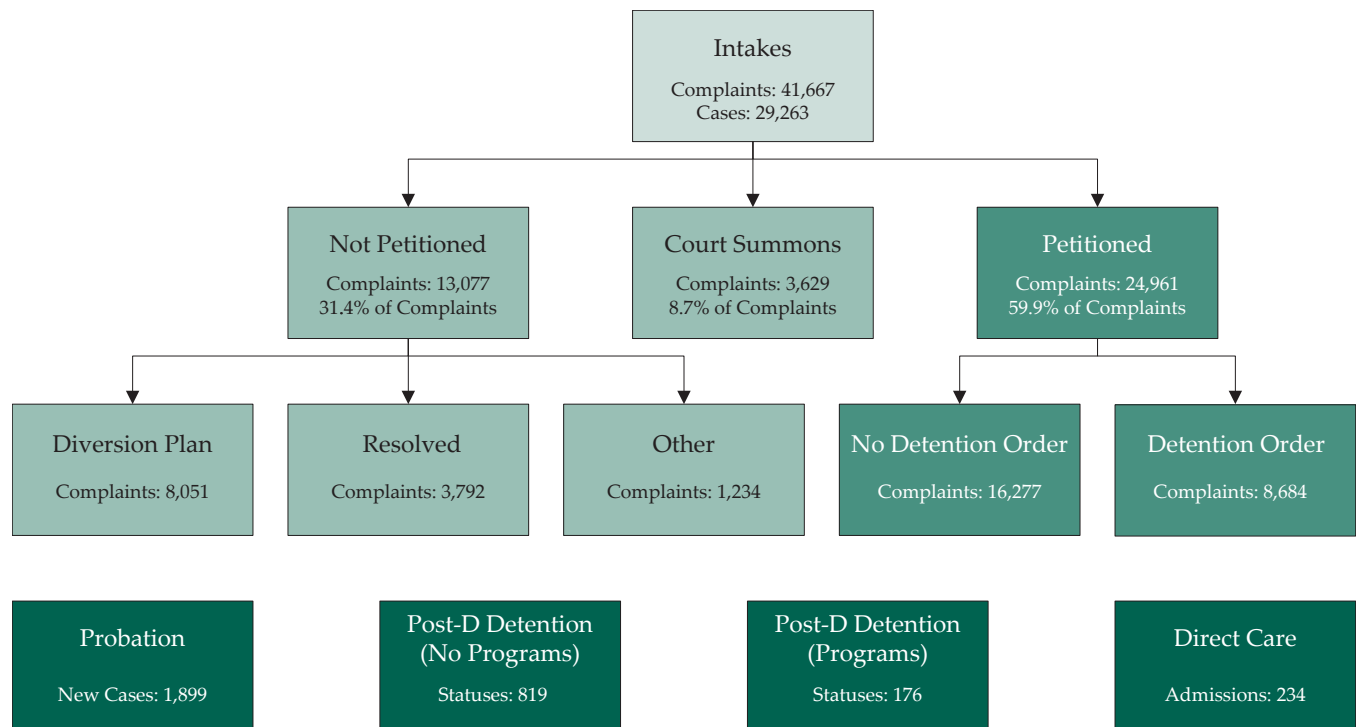 Intakes
Complaints: 41,667
Cases: 29,263
Not Petitioned
Complaints: 13,077
31.4% of Complaints
Court Summons
Complaints: 3,629
8.7% of Complaints
Petitioned
Complaints: 24,961
59.9% of Complaints
Diversion Plan
Complaints: 8,051
Resolved
Complaints: 3,792
Other
Complaints: 1,234
No Detention Order
Complaints: 16,277
Detention Order
Complaints: 8,684
Probation
New Cases: 1,899
Post-D Detention
(No Programs)
Statuses: 819
Post-D Detention
(Programs)
Statuses: 176
Direct Care
Admissions: 234